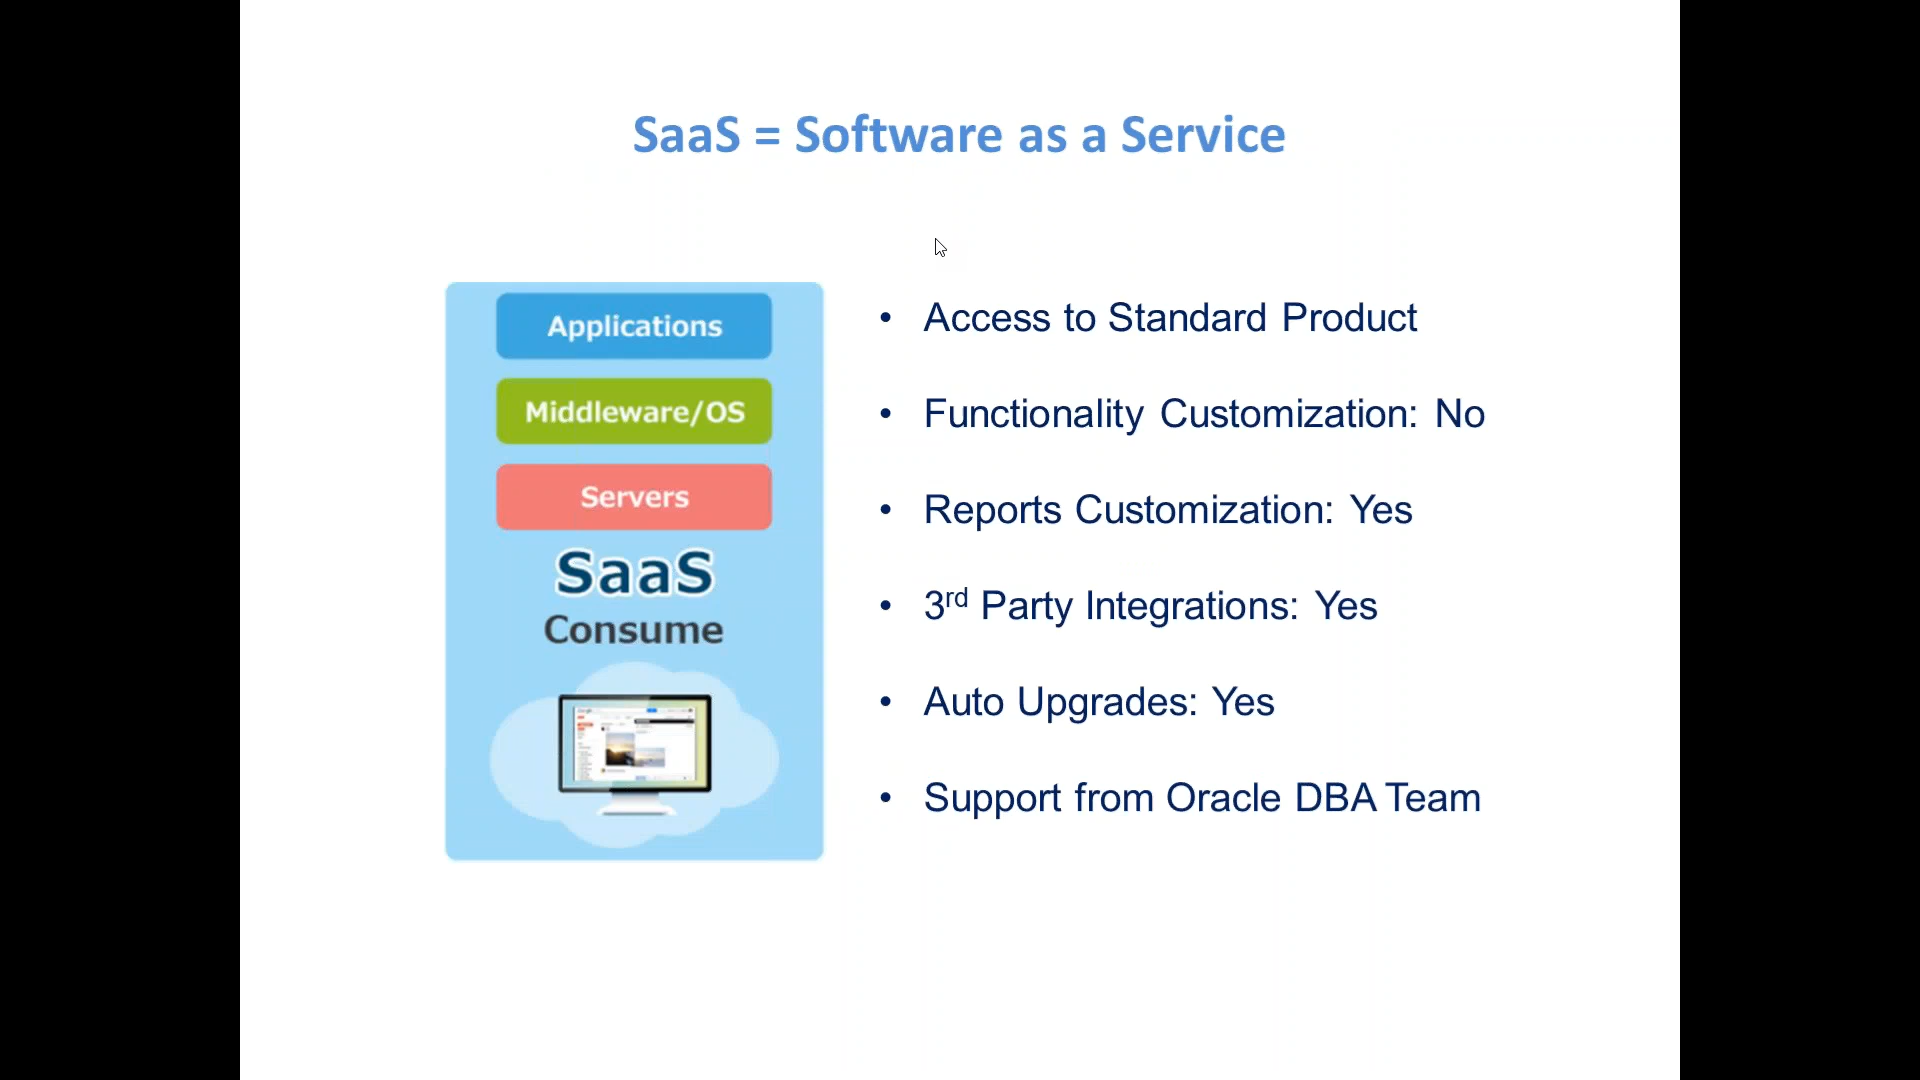 SaaS = Software as a Service
Applications
Middleware/OS
Servers
SaaS
Consume
• Access to Standard Product
• Functionality Customization: No
• Reports Customization: Yes
• 3rd Party Integrations: Yes
• Auto Upgrades: Yes
• Support from Oracle DBA Team